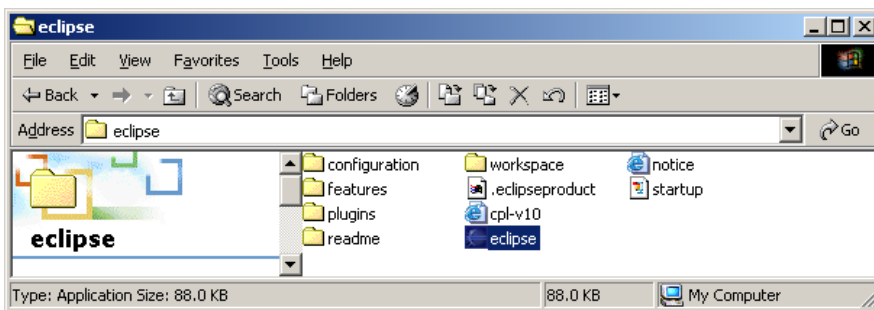 eclipse
File Edit View Favorites Tools Help
Back Search Folders
Address eclipse Go
configuration workspace notice
features .eclipseproduct startup
plugins cpl-v10
readme eclipse
eclipse
Type: Application Size: 88.0 KB 88.0 KB My Computer